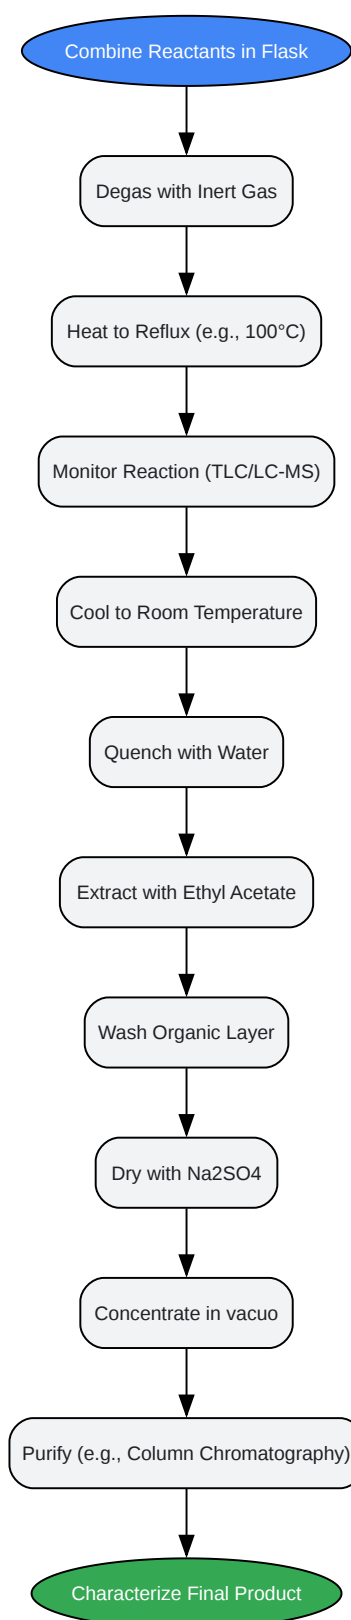 Combine Reactants in Flask
Degas with Inert Gas
Heat to Reflux (e.g., 100°C)
Monitor Reaction (TLC/LC-MS)
Cool to Room Temperature
Quench with Water
Extract with Ethyl Acetate
Wash Organic Layer
Dry with Na2SO4
Concentrate in vacuo
Purify (e.g., Column Chromatography)
Characterize Final Product